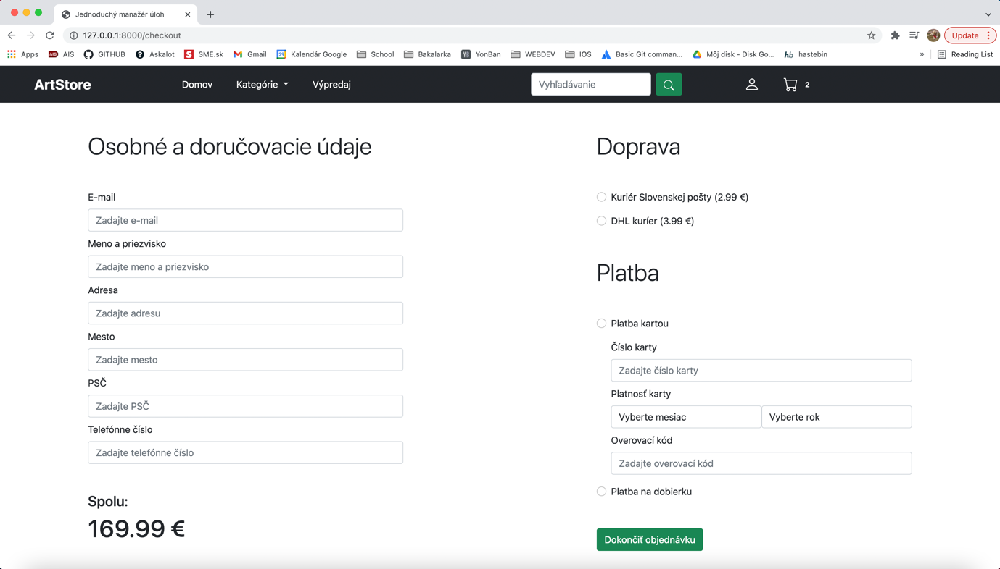 Jednoduchý manažér úloh
127.0.0.1:8000/checkout
Update
Apps AIS GITHUB Askalot SME.sk Gmail Kalendár Google School Bakalarka YonBan WEBDEV IOS Basic Git comman... Môj disk - Disk Go... hb hastebin » Reading List
ArtStore Domov Kategórie Výpredaj Vyhľadávanie 2
Osobné a doručovacie údaje
E-mail
Zadajte e-mail
Meno a priezvisko
Zadajte meno a priezvisko
Adresa
Zadajte adresu
Mesto
Zadajte mesto
PSČ
Zadajte PSČ
Telefónne číslo
Zadajte telefónne číslo
Spolu:
169.99 €
Doprava
Kuriér Slovenskej pošty (2.99 €)
DHL kuríer (3.99 €)
Platba
Platba kartou
Číslo karty
Zadajte číslo karty
Platnosť karty
Vyberte mesiac Vyberte rok
Overovací kód
Zadajte overovací kód
Platba na dobierku
Dokončiť objednávku